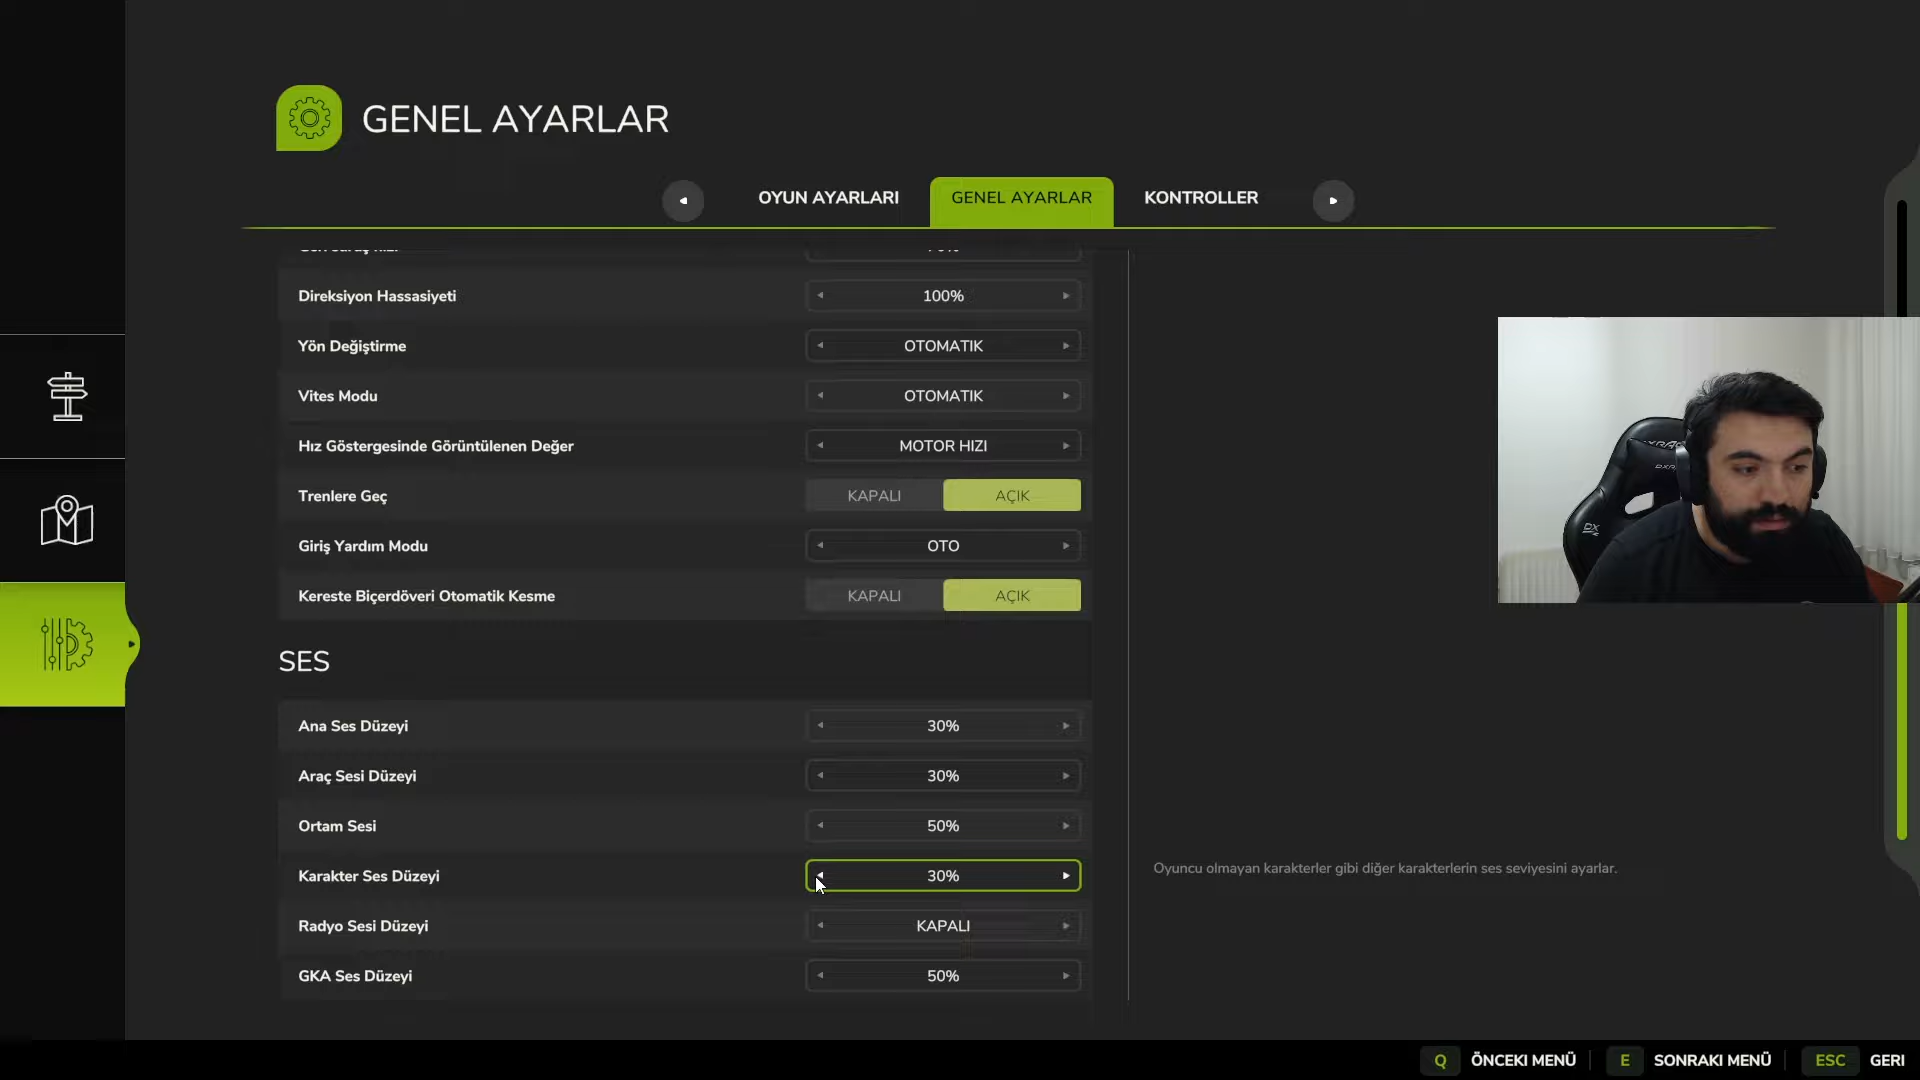 GENEL AYARLAR
OYUN AYARLARI
GENEL AYARLAR
KONTROLLER
Direksiyon Hassasiyeti
100%
Yön Değiştirme
OTOMATIK
Vites Modu
OTOMATIK
Hız Göstergesinde Görüntülenen Değer
MOTOR HIZI
Trenlere Geç
KAPALI
AÇIK
Giriş Yardım Modu
OTO
Kereste Biçerdöveri Otomatik Kesme
KAPALI
AÇIK
SES
Ana Ses Düzeyi
30%
Araç Sesi Düzeyi
30%
Ortam Sesi
50%
Karakter Ses Düzeyi
30%
Oyuncu olmayan karakterler gibi diğer karakterlerin ses seviyesini ayarlar.
Radyo Sesi Düzeyi
KAPALI
GKA Ses Düzeyi
50%
Q ÖNCEKI MENÜ
E SONRAKI MENÜ
ESC GERI